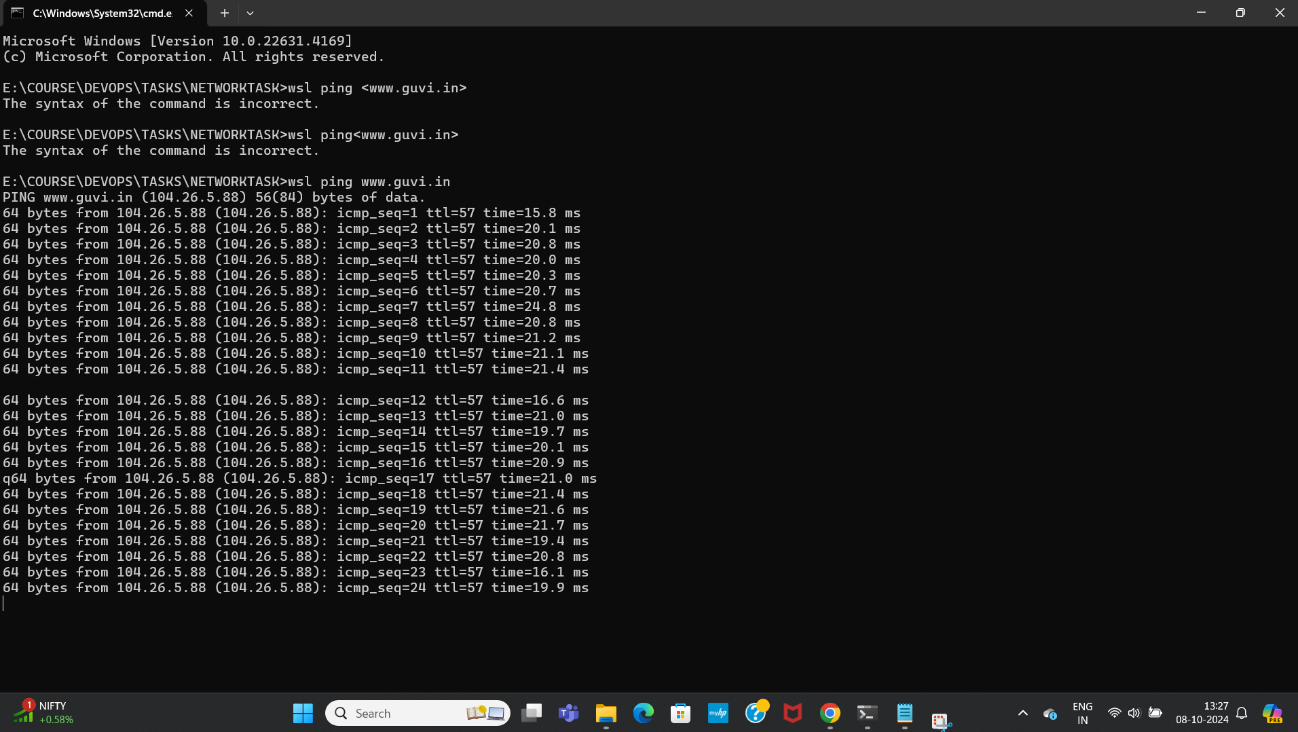 C:\Windows\System32\cmd.e
Microsoft Windows [Version 10.0.22631.4169]
(c) Microsoft Corporation. All rights reserved.
E:\COURSE\DEVOPS\TASKS\NETWORKTASK>wsl ping <www.guvi.in>
The syntax of the command is incorrect.
E:\COURSE\DEVOPS\TASKS\NETWORKTASK>wsl ping<www.guvi.in>
The syntax of the command is incorrect.
E:\COURSE\DEVOPS\TASKS\NETWORKTASK>wsl ping www.guvi.in
PING www.guvi.in (104.26.5.88) 56(84) bytes of data.
64 bytes from 104.26.5.88 (104.26.5.88): icmp_seq=1 ttl=57 time=15.8 ms
64 bytes from 104.26.5.88 (104.26.5.88): icmp_seq=2 ttl=57 time=20.1 ms
64 bytes from 104.26.5.88 (104.26.5.88): icmp_seq=3 ttl=57 time=20.8 ms
64 bytes from 104.26.5.88 (104.26.5.88): icmp_seq=4 ttl=57 time=20.0 ms
64 bytes from 104.26.5.88 (104.26.5.88): icmp_seq=5 ttl=57 time=20.3 ms
64 bytes from 104.26.5.88 (104.26.5.88): icmp_seq=6 ttl=57 time=20.7 ms
64 bytes from 104.26.5.88 (104.26.5.88): icmp_seq=7 ttl=57 time=24.8 ms
64 bytes from 104.26.5.88 (104.26.5.88): icmp_seq=8 ttl=57 time=20.8 ms
64 bytes from 104.26.5.88 (104.26.5.88): icmp_seq=9 ttl=57 time=21.2 ms
64 bytes from 104.26.5.88 (104.26.5.88): icmp_seq=10 ttl=57 time=21.1 ms
64 bytes from 104.26.5.88 (104.26.5.88): icmp_seq=11 ttl=57 time=21.4 ms
64 bytes from 104.26.5.88 (104.26.5.88): icmp_seq=12 ttl=57 time=16.6 ms
64 bytes from 104.26.5.88 (104.26.5.88): icmp_seq=13 ttl=57 time=21.0 ms
64 bytes from 104.26.5.88 (104.26.5.88): icmp_seq=14 ttl=57 time=19.7 ms
64 bytes from 104.26.5.88 (104.26.5.88): icmp_seq=15 ttl=57 time=20.1 ms
64 bytes from 104.26.5.88 (104.26.5.88): icmp_seq=16 ttl=57 time=20.9 ms
q64 bytes from 104.26.5.88 (104.26.5.88): icmp_seq=17 ttl=57 time=21.0 ms
64 bytes from 104.26.5.88 (104.26.5.88): icmp_seq=18 ttl=57 time=21.4 ms
64 bytes from 104.26.5.88 (104.26.5.88): icmp_seq=19 ttl=57 time=21.6 ms
64 bytes from 104.26.5.88 (104.26.5.88): icmp_seq=20 ttl=57 time=21.7 ms
64 bytes from 104.26.5.88 (104.26.5.88): icmp_seq=21 ttl=57 time=19.4 ms
64 bytes from 104.26.5.88 (104.26.5.88): icmp_seq=22 ttl=57 time=20.8 ms
64 bytes from 104.26.5.88 (104.26.5.88): icmp_seq=23 ttl=57 time=16.1 ms
64 bytes from 104.26.5.88 (104.26.5.88): icmp_seq=24 ttl=57 time=19.9 ms
1
NIFTY
+0.58%
Search
myhp
ENG
IN
13:27
08-10-2024
PRE